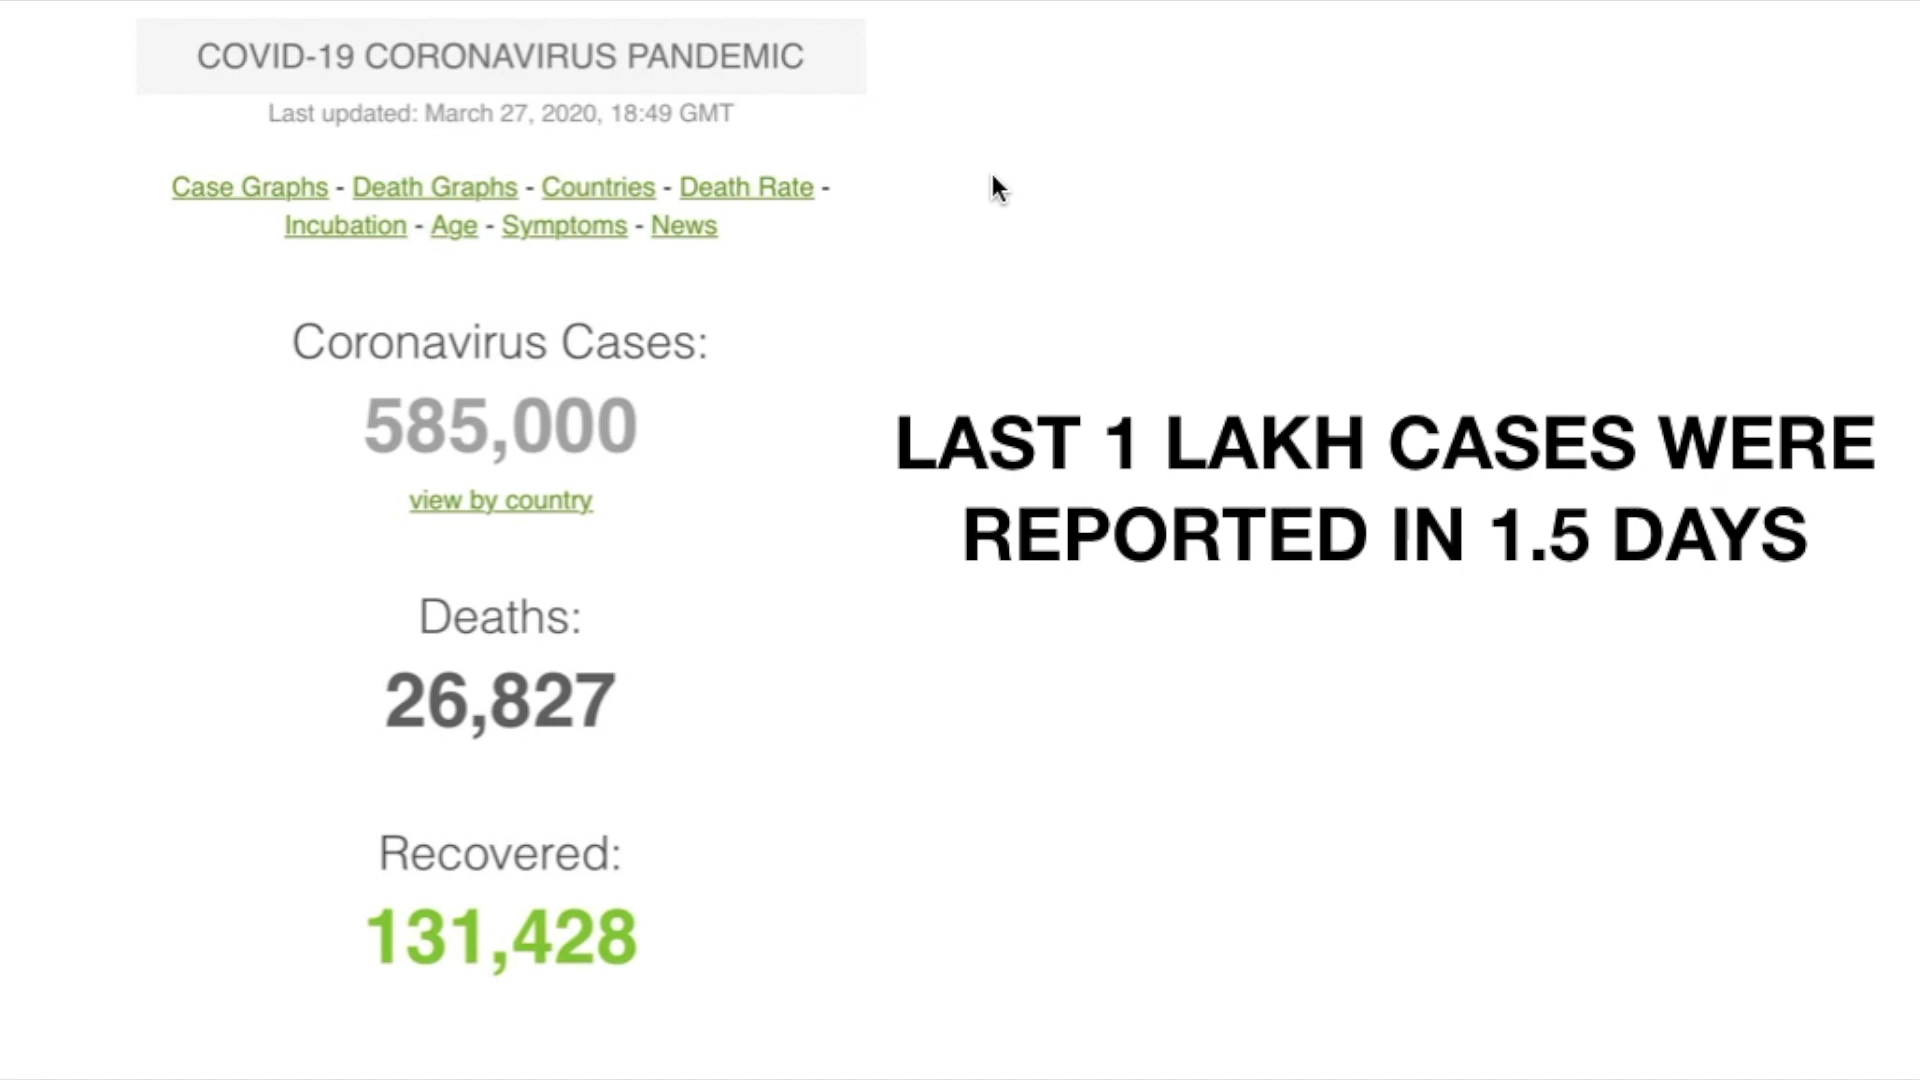 COVID-19 CORONAVIRUS PANDEMIC
Last updated: March 27, 2020, 18:49 GMT
Case Graphs - Death Graphs - Countries - Death Rate -
Incubation - Age - Symptoms - News
Coronavirus Cases:
585,000
view by country
LAST 1 LAKH CASES WERE
REPORTED IN 1.5 DAYS
Deaths:
26,827
Recovered:
131,428